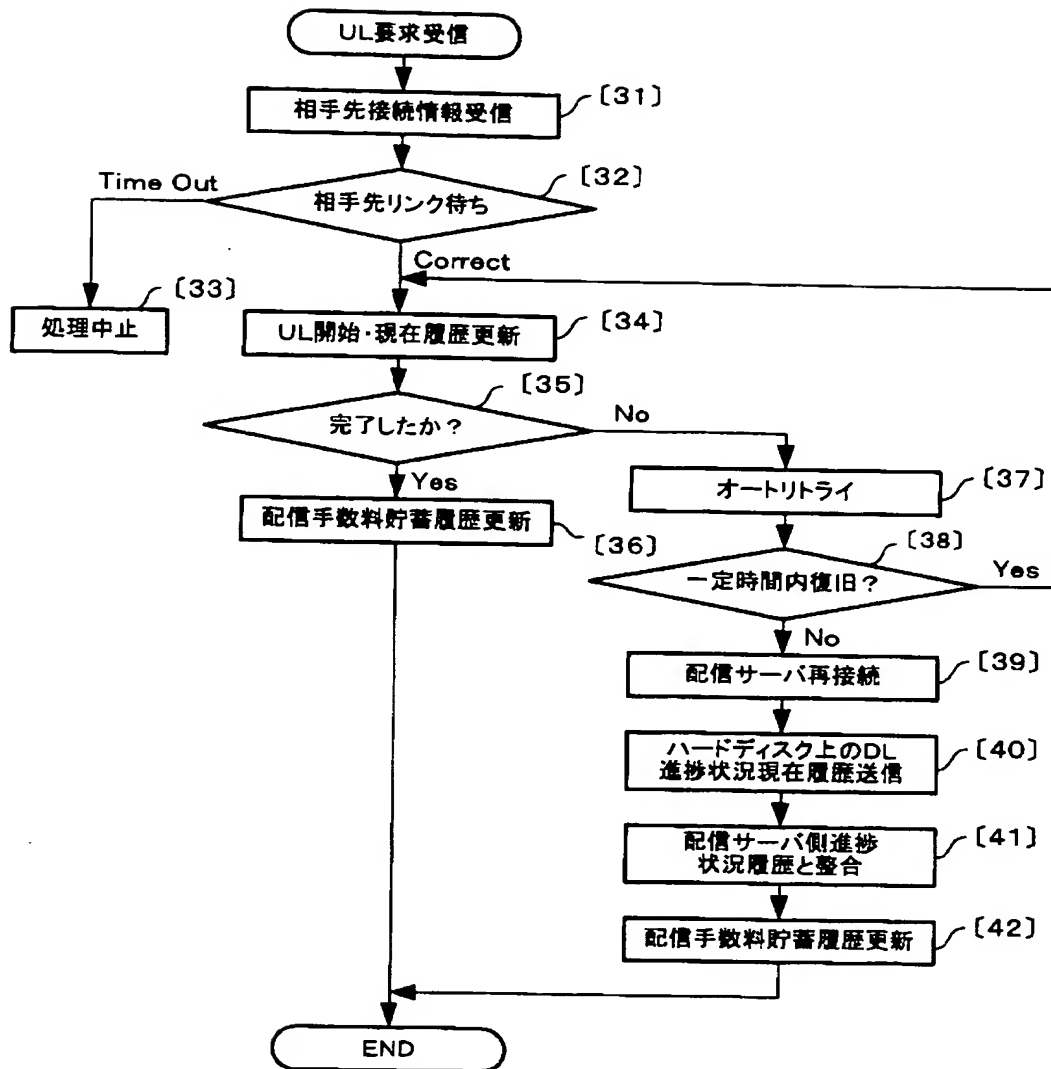 UL要求受信
相手先接続情報受信
〔31〕
相手先リンク待ち
〔32〕
Time Out
Correct
処理中止
〔33〕
UL開始・現在履歴更新
〔34〕
完了したか？
〔35〕
No
Yes
配信手数料貯蓄履歴更新
〔36〕
オートリトライ
〔37〕
一定時間内復旧？
〔38〕
Yes
No
配信サーバ再接続
〔39〕
ハードディスク上のDL
進捗状況現在履歴送信
〔40〕
配信サーバ側進捗
状況履歴と整合
〔41〕
配信手数料貯蓄履歴更新
〔42〕
END